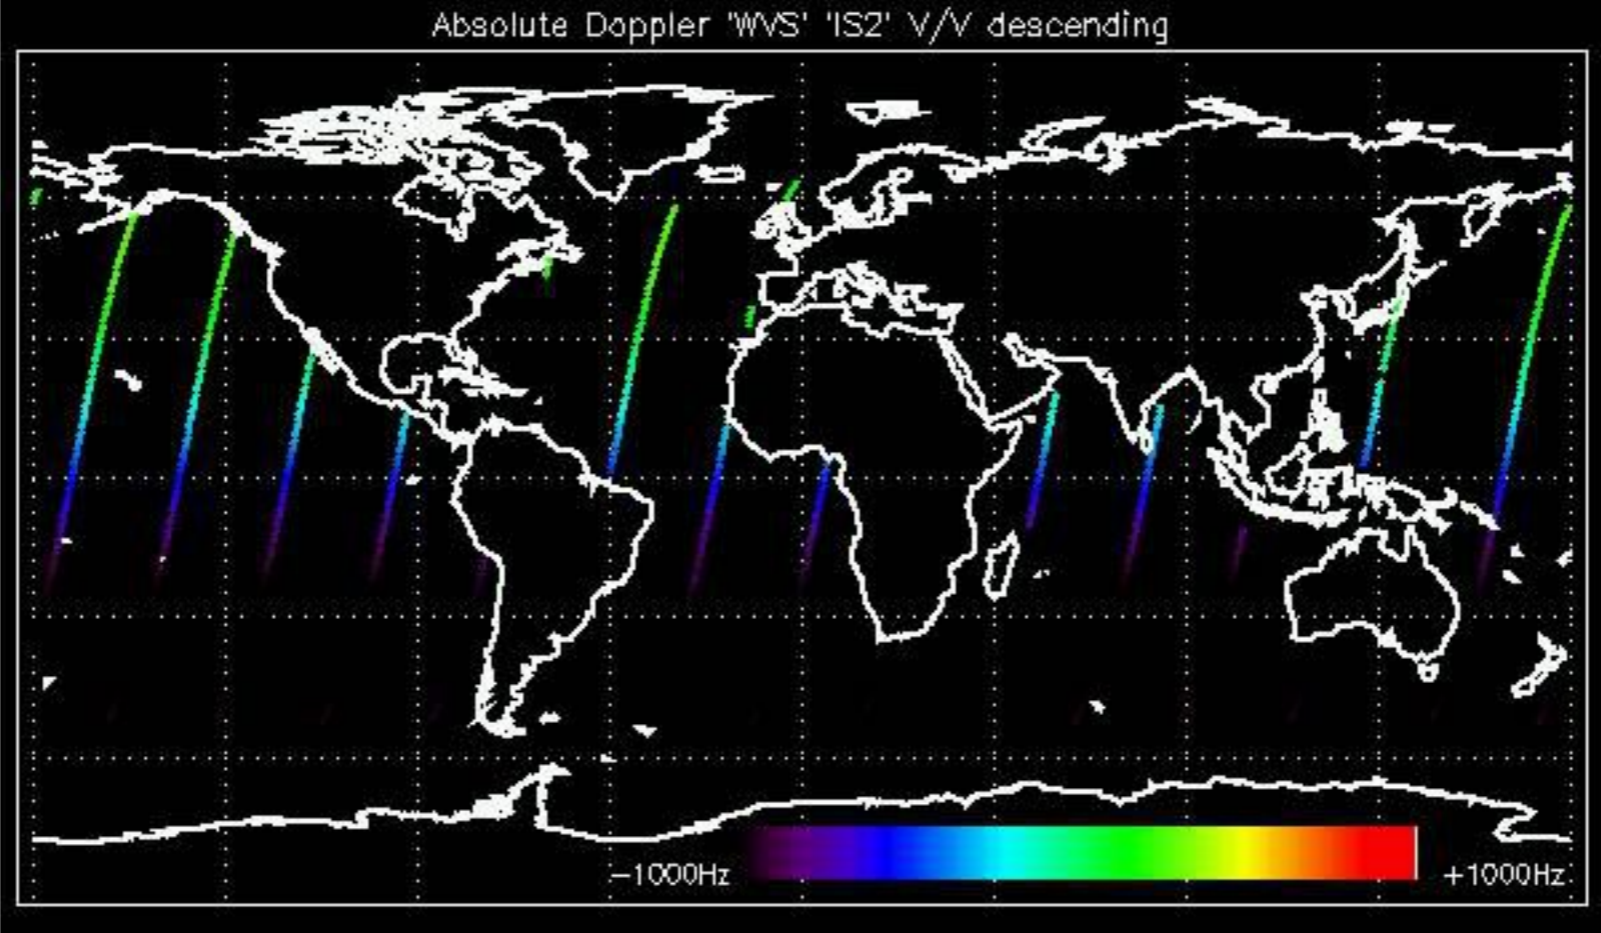 Absolute Doppler 'WVS' 'IS2' V/V descending
−1000Hz +1000Hz